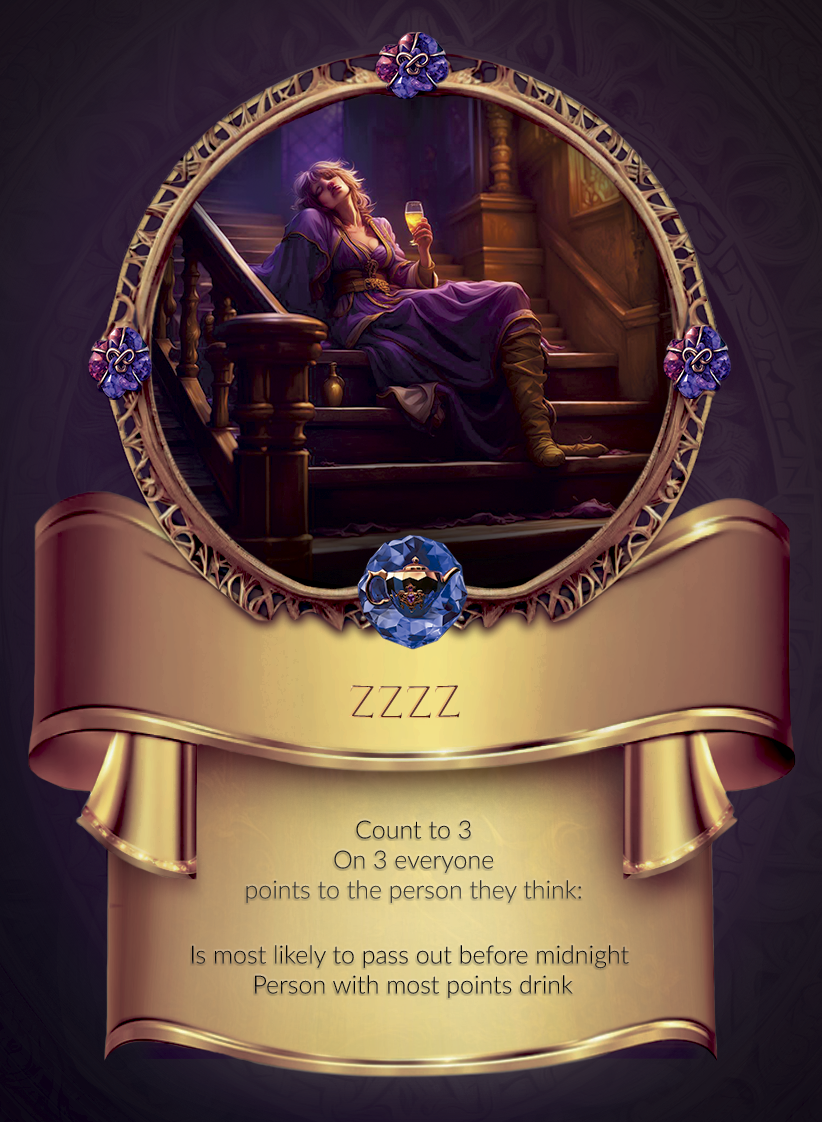 ZZZZ
Count to 3
On 3 everyone
points to the person they think:
Is most likely to pass out before midnight
Person with most points drink